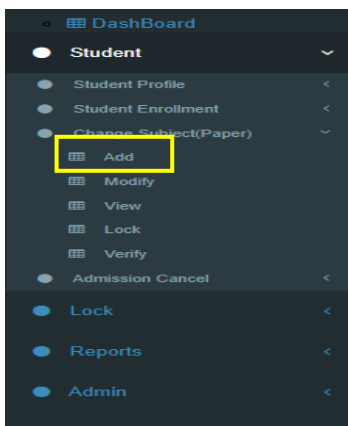 DashBoard
Student
Student Profile
Student Enrollment
Change Subject(Paper)
Add
Modify
View
Lock
Verify
Admission Cancel
Lock
Reports
Admin